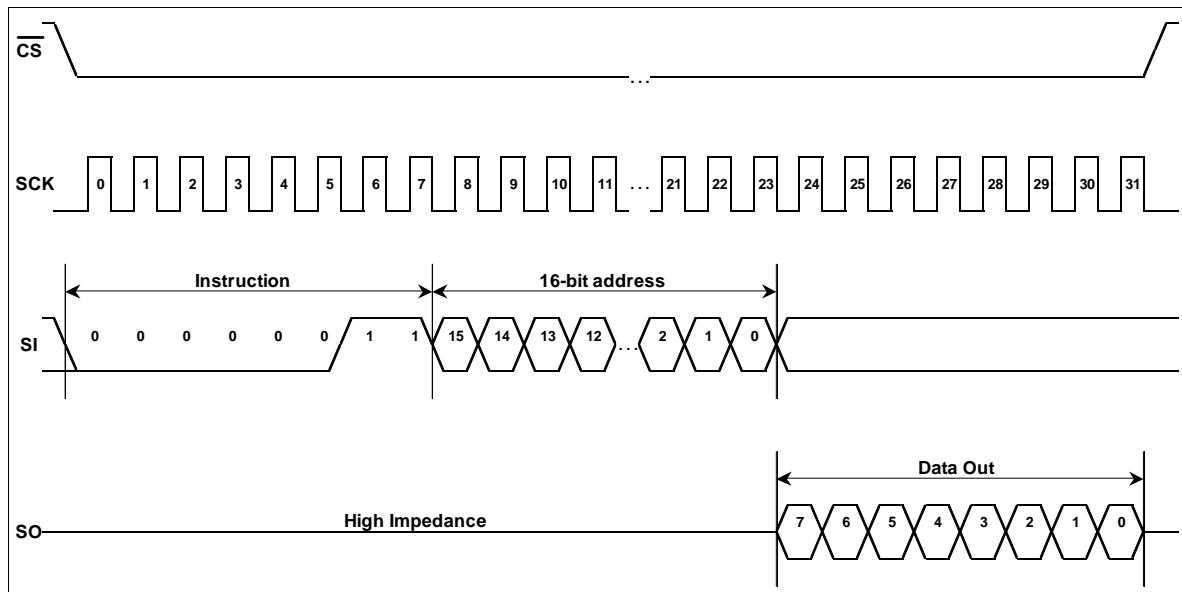 CS
...
SCK 0 1 2 3 4 5 6 7 8 9 10 11 ... 21 22 23 24 25 26 27 28 29 30 31
Instruction 16-bit address
SI 0 0 0 0 0 0 1 1 15 14 13 12 ... 2 1 0
Data Out
High Impedance
SO 7 6 5 4 3 2 1 0